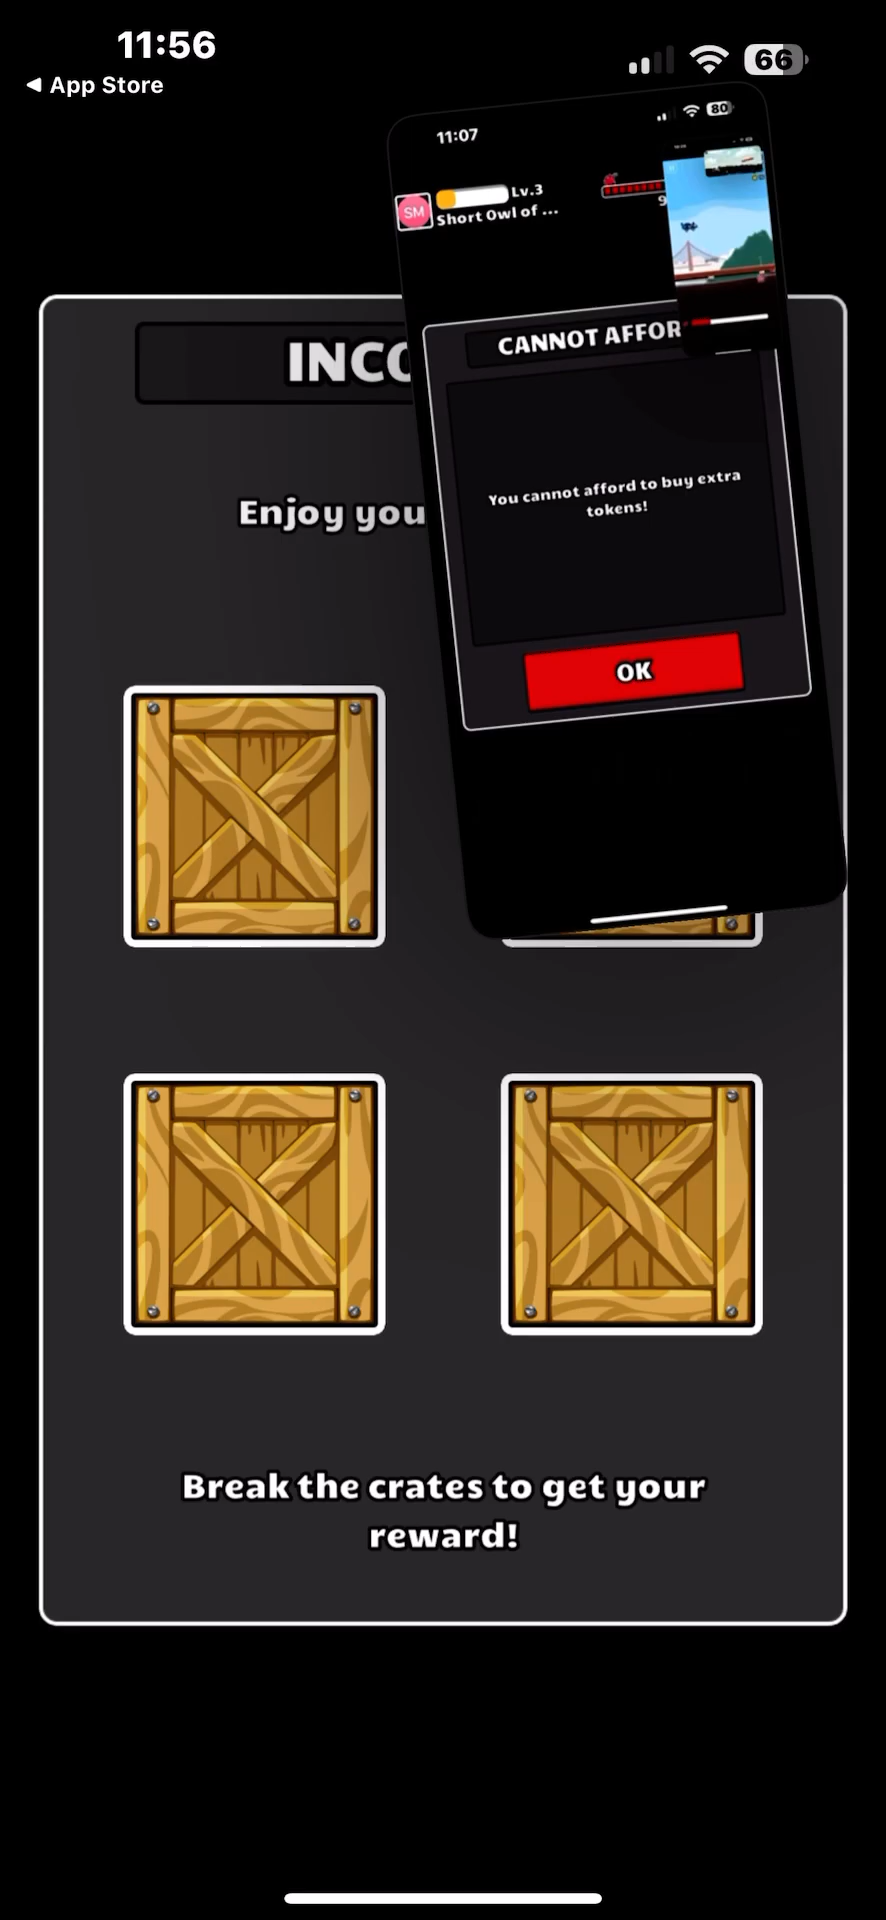 11:56
66
App Store
11:07
80
SM
Lv.3
Short Owl of ...
9
INCO
CANNOT AFFOR
Enjoy you
You cannot afford to buy extra
tokens!
OK
Break the crates to get your
reward!